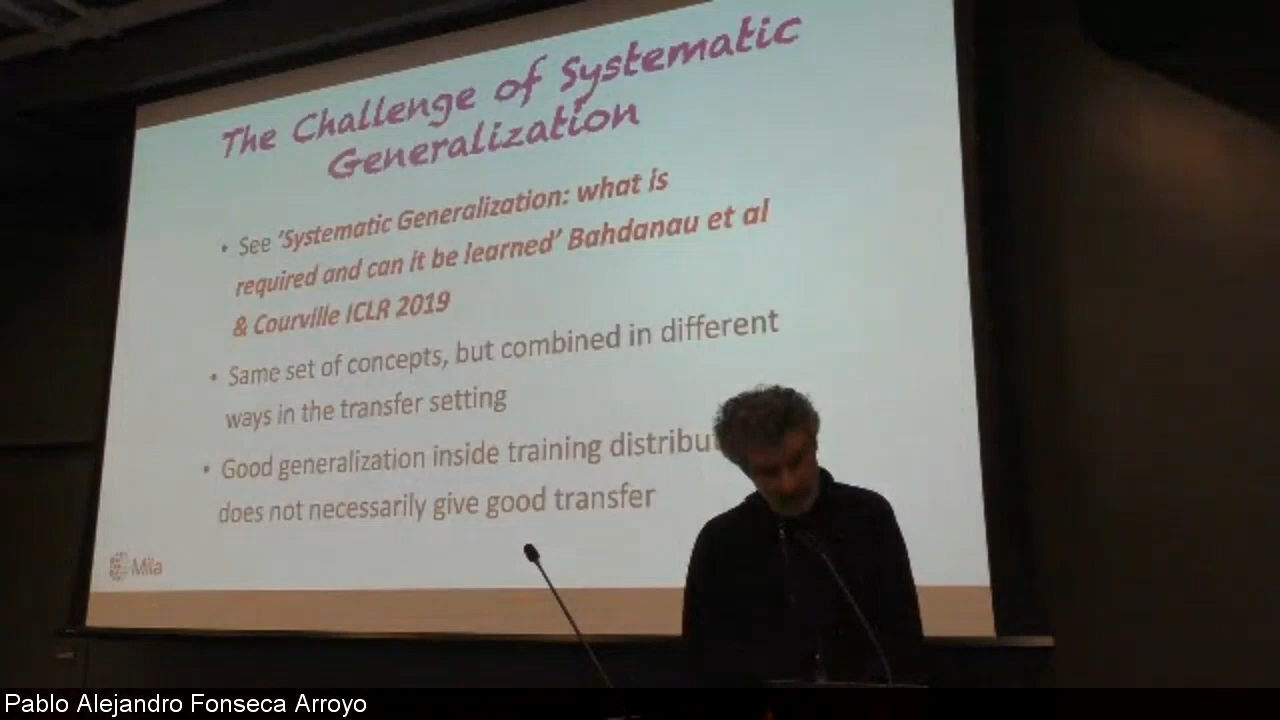 The Challenge of Systematic
Generalization
• See 'Systematic Generalization: what is
required and can it be learned' Bahdanau et al
& Courville ICLR 2019
• Same set of concepts, but combined in different
ways in the transfer setting
• Good generalization inside training distribut
does not necessarily give good transfer
Mila
Pablo Alejandro Fonseca Arroyo